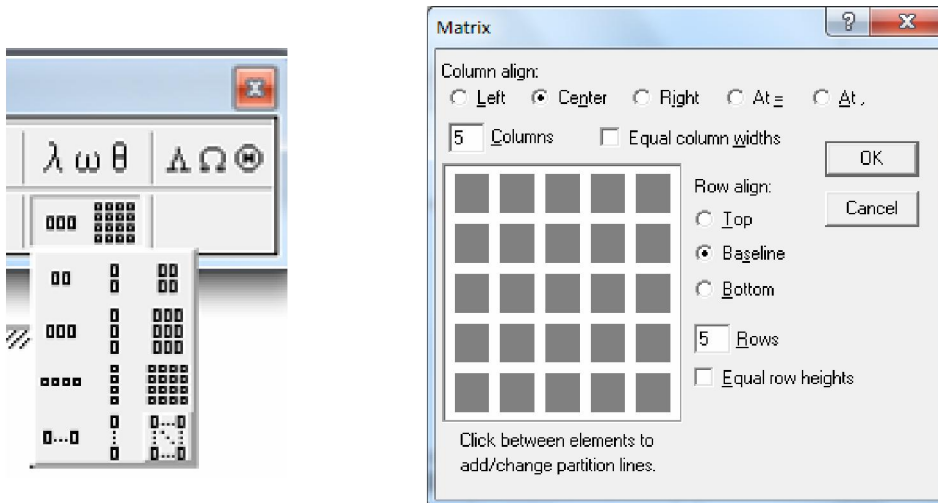 λ ω θ Λ Ω Θ
Matrix
Column align:
Left Center Right At = At ,
5 Columns Equal column widths
OK
Cancel
Row align:
Top
Baseline
Bottom
5 Rows
Equal row heights
Click between elements to
add/change partition lines.